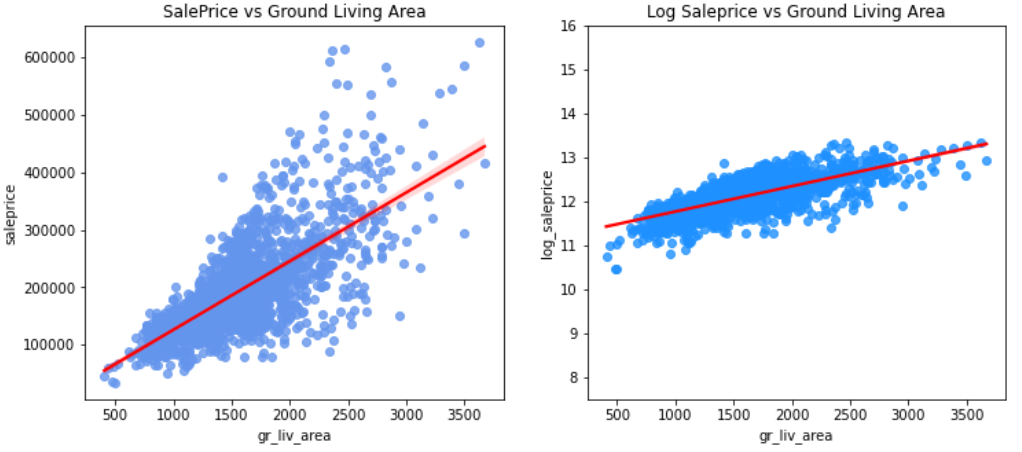 SalePrice vs Ground Living Area
600000
500000
400000
300000
200000
100000
saleprice
500 1000 1500 2000 2500 3000 3500
gr_liv_area
Log Saleprice vs Ground Living Area
16
15
14
13
12
11
10
9
8
log_saleprice
500 1000 1500 2000 2500 3000 3500
gr_liv_area